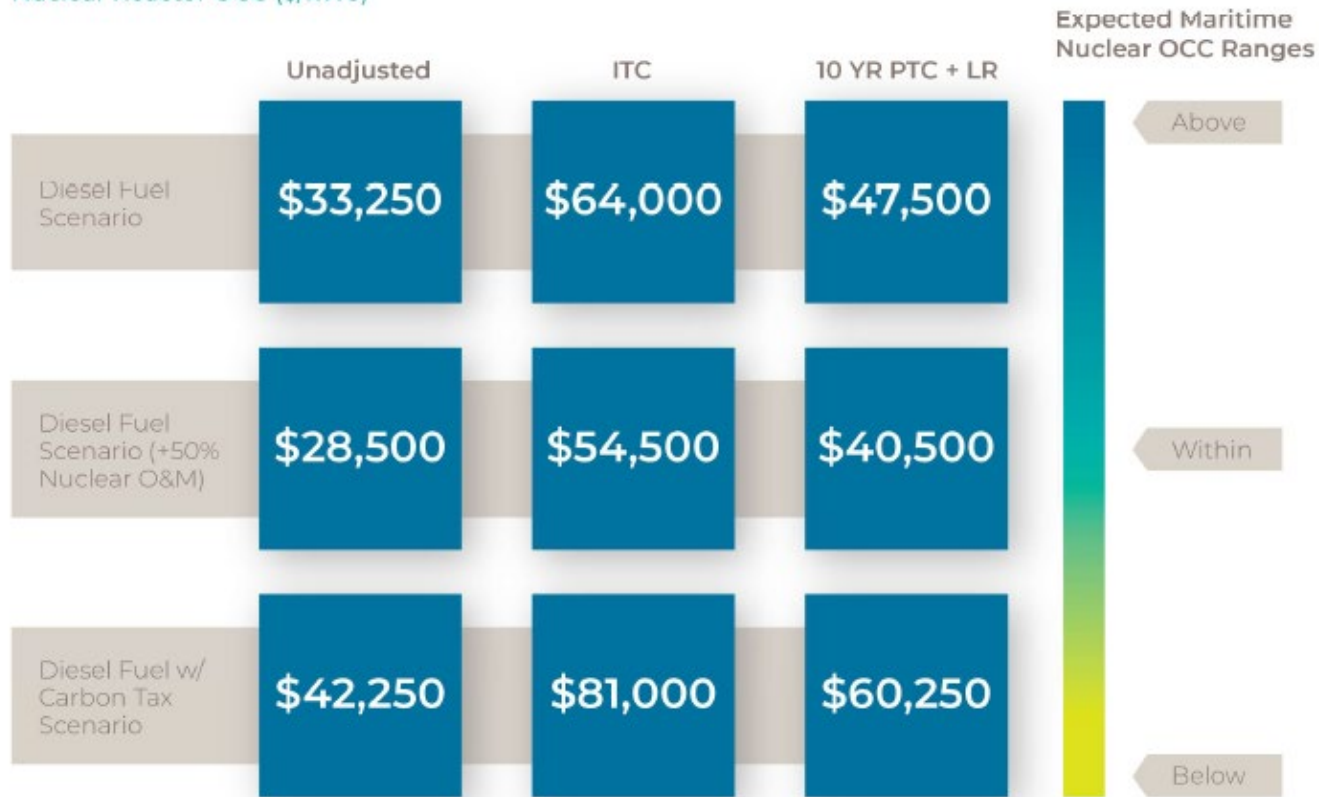 Expected Maritime
Nuclear OCC Ranges
Unadjusted
ITC
10 YR PTC + LR
Above
Diesel Fuel
Scenario
$33,250
$64,000
$47,500
Diesel Fuel
Scenario (+50%
Nuclear O&M)
$28,500
$54,500
$40,500
Within
Diesel Fuel w/
Carbon Tax
Scenario
$42,250
$81,000
$60,250
Below